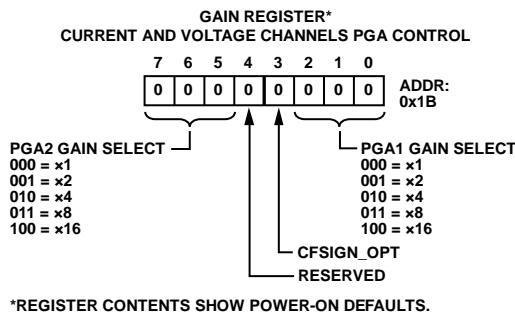 GAIN REGISTER*
CURRENT AND VOLTAGE CHANNELS PGA CONTROL
7 6 5 4 3 2 1 0
0 0 0 0 0 0 0 0
ADDR:
0x1B
PGA2 GAIN SELECT
000 = ×1
001 = ×2
010 = ×4
011 = ×8
100 = ×16
PGA1 GAIN SELECT
000 = ×1
001 = ×2
010 = ×4
011 = ×8
100 = ×16
CFSIGN_OPT
RESERVED
*REGISTER CONTENTS SHOW POWER-ON DEFAULTS.